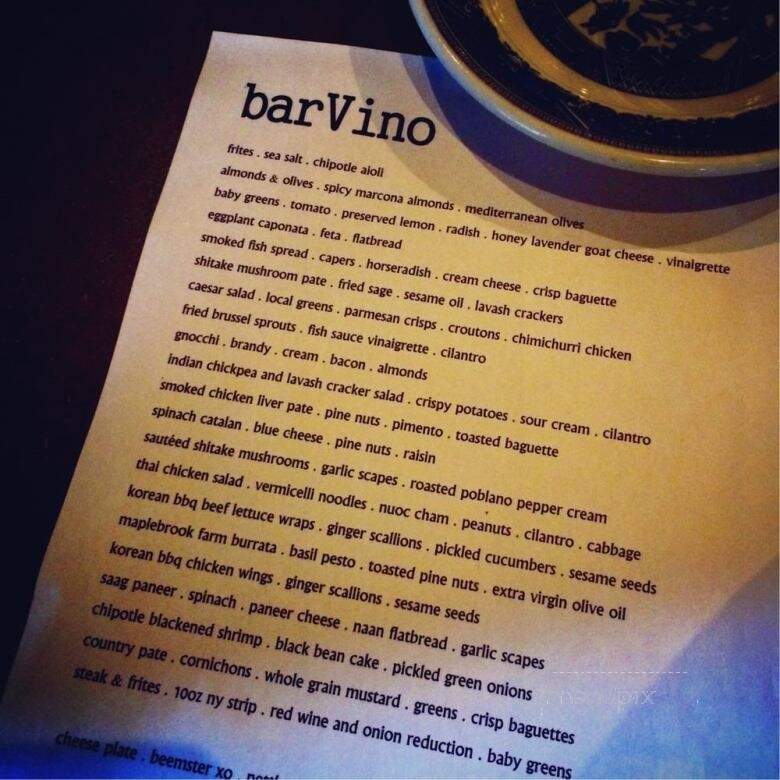 barVino
frites . sea salt . chipotle aioli
almonds & olives . spicy marcona almonds . mediterranean olives
baby greens . tomato . preserved lemon . radish . honey lavender goat cheese . vinaigrette
eggplant caponata . feta . flatbread
smoked fish spread . capers . horseradish . cream cheese . crisp baguette
shitake mushroom pate . fried sage . sesame oil . lavash crackers
caesar salad . local greens . parmesan crisps . croutons . chimichurri chicken
fried brussel sprouts . fish sauce vinaigrette . cilantro
gnocchi . brandy . cream . bacon . almonds
indian chickpea and lavash cracker salad . crispy potatoes . sour cream . cilantro
smoked chicken liver pate . pine nuts . pimento . toasted baguette
spinach catalan . blue cheese . pine nuts . raisin
sautéed shitake mushrooms . garlic scapes . roasted poblano pepper cream
thai chicken salad . vermicelli noodles . nuoc cham . peanuts . cilantro . cabbage
korean bbq beef lettuce wraps . ginger scallions . pickled cucumbers . sesame seeds
maplebrook farm burrata . basil pesto . toasted pine nuts . extra virgin olive oil
korean bbq chicken wings . ginger scallions . sesame seeds
saag paneer . spinach . paneer cheese . naan flatbread . garlic scapes
chipotle blackened shrimp . black bean cake . pickled green onions
country pate . cornichons . whole grain mustard . greens . crisp baguettes
steak & frites . 10oz ny strip . red wine and onion reduction . baby greens
cheese plate . beemster xo .